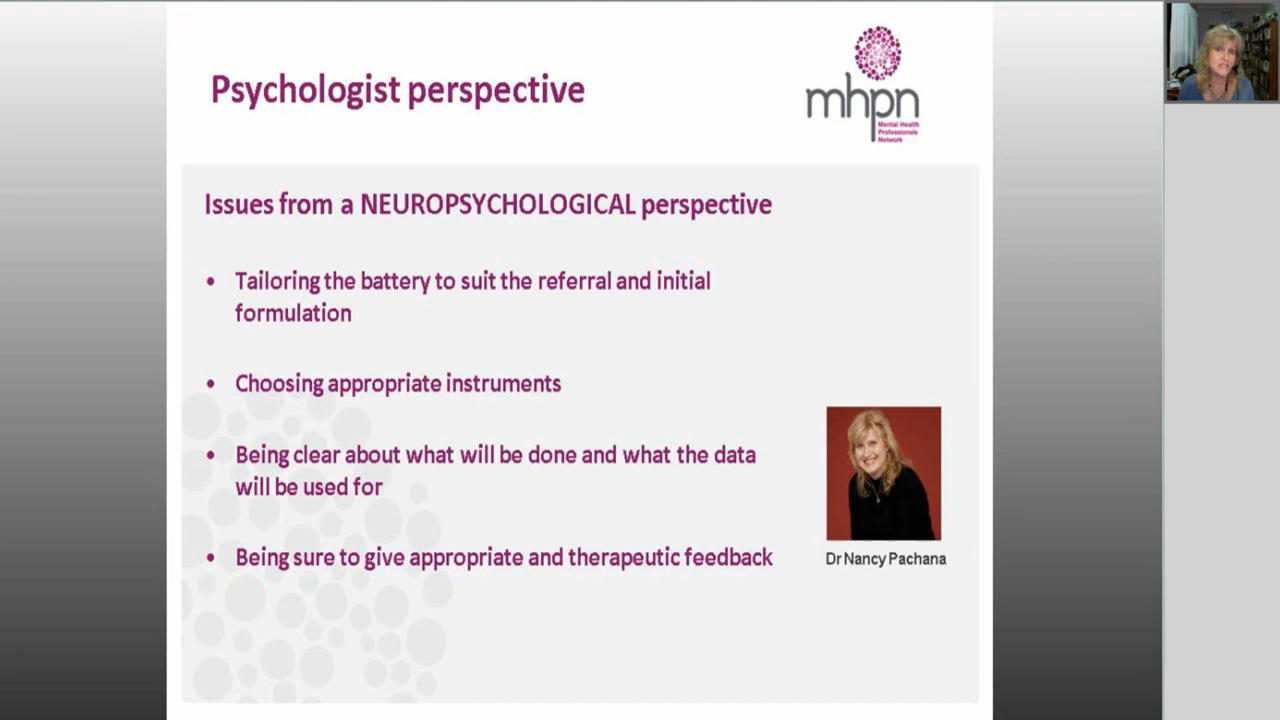 Psychologist perspective
mhpn
Mental Health
Professionals
Network
Issues from a NEUROPSYCHOLOGICAL perspective
• Tailoring the battery to suit the referral and initial
formulation
• Choosing appropriate instruments
• Being clear about what will be done and what the data
will be used for
• Being sure to give appropriate and therapeutic feedback
Dr Nancy Pachana